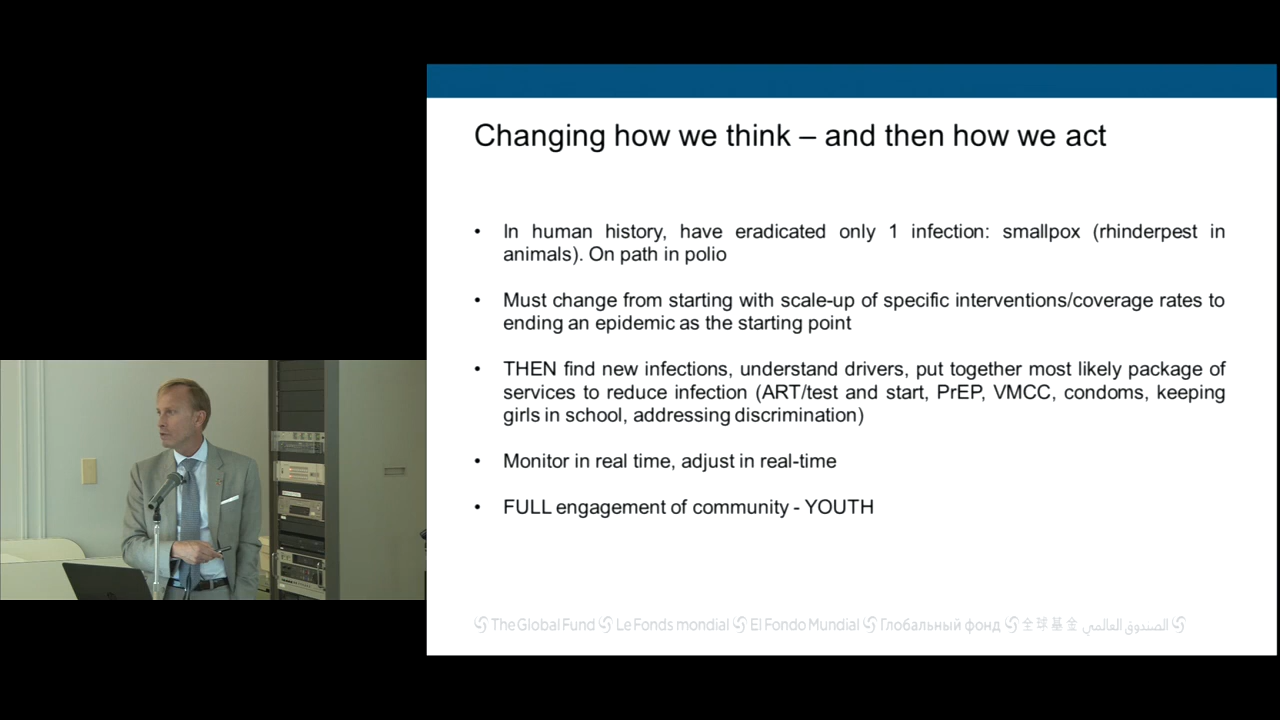 Changing how we think – and then how we act
• In human history, have eradicated only 1 infection: smallpox (rhinderpest in
animals). On path in polio
• Must change from starting with scale-up of specific interventions/coverage rates to
ending an epidemic as the starting point
• THEN find new infections, understand drivers, put together most likely package of
services to reduce infection (ART/test and start, PrEP, VMCC, condoms, keeping
girls in school, addressing discrimination)
• Monitor in real time, adjust in real-time
• FULL engagement of community - YOUTH
The Global Fund Le Fonds mondial El Fondo Mundial Глобальный фонд 全球基金 الصندوق العالمي